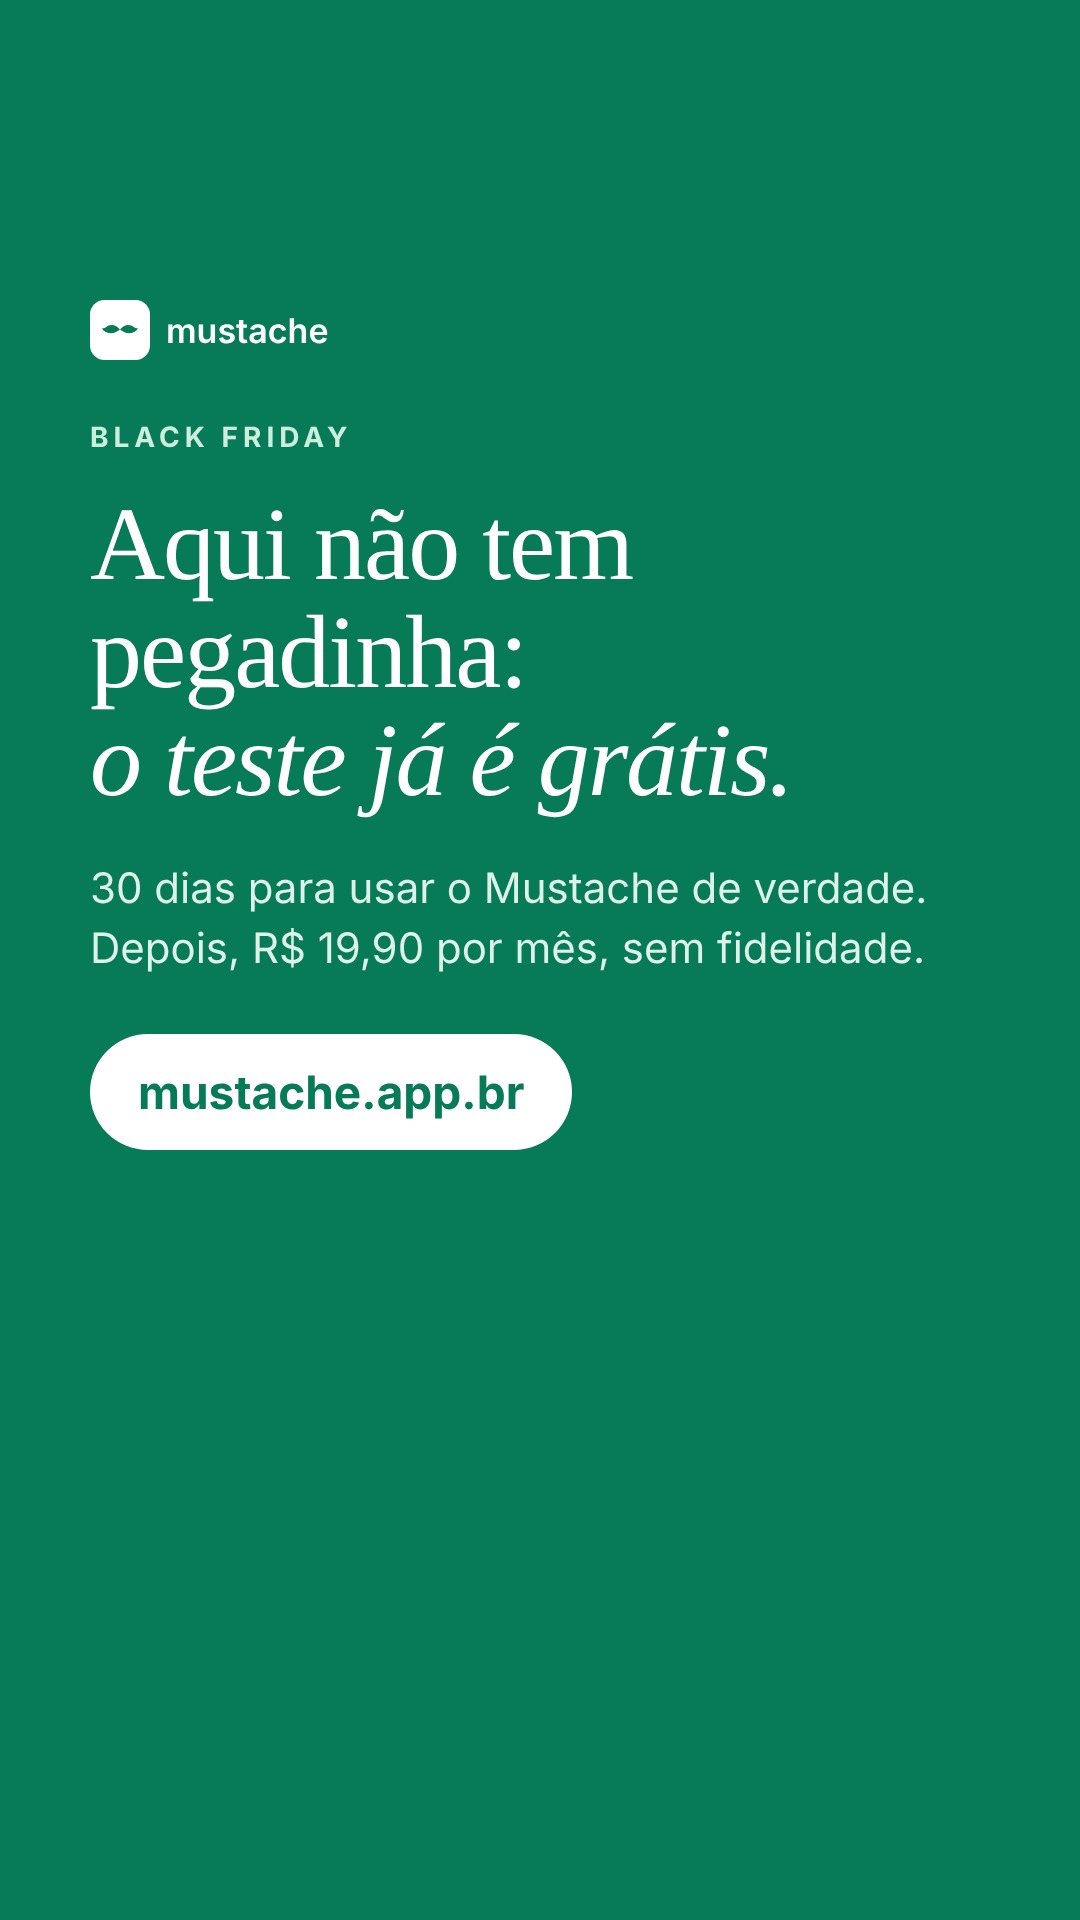 mustache
BLACK FRIDAY
Aqui não tem
pegadinha:
o teste já é grátis.
30 dias para usar o Mustache de verdade.
Depois, R$ 19,90 por mês, sem fidelidade.
mustache.app.br